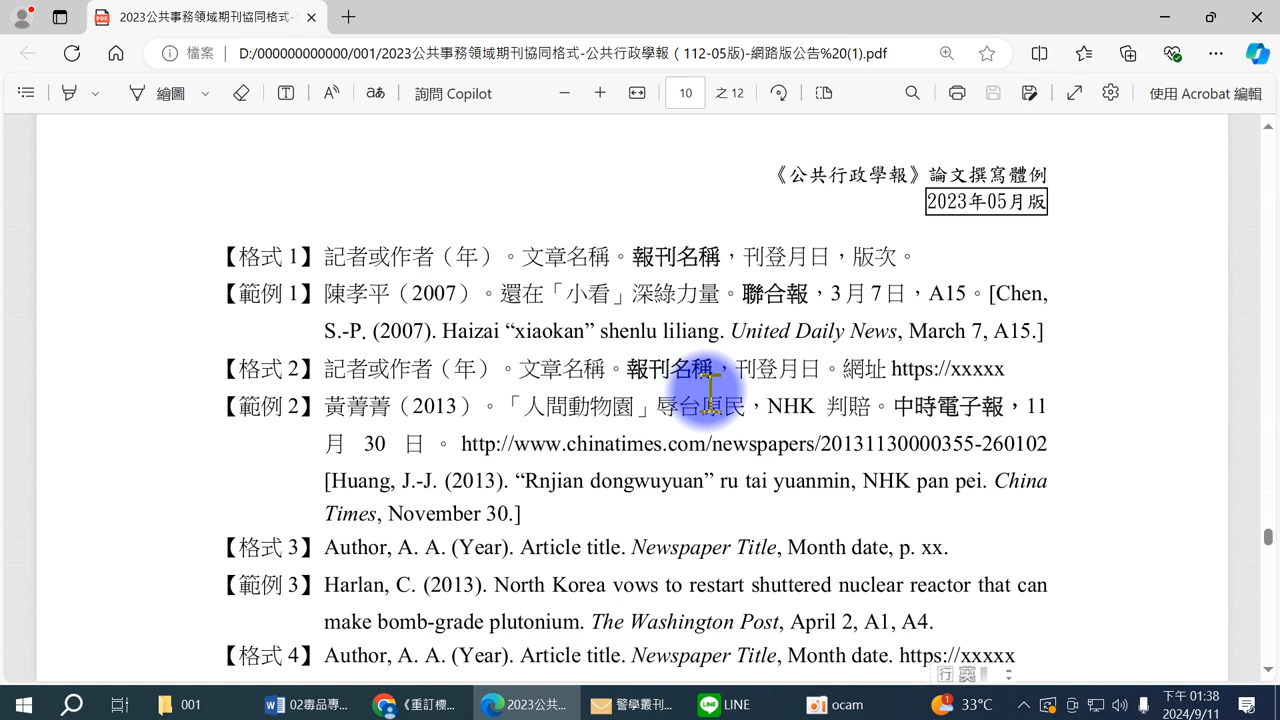 2023公共事務領域期刊協同格式-
檔案
D:/000000000000/001/2023公共事務領域期刊協同格式-公共行政學報（112-05版)-網路版公告%20(1).pdf
繪圖
aあ
詢問 Copilot
10
之 12
使用 Acrobat 編輯
《公共行政學報》論文撰寫體例
2023年05月版
【格式 1】記者或作者（年）。文章名稱。報刊名稱，刊登月日，版次。
【範例 1】陳孝平（2007）。還在「小看」深綠力量。聯合報，3 月 7 日，A15。[Chen,
S.-P. (2007). Haizai “xiaokan” shenlu liliang. United Daily News, March 7, A15.]
【格式 2】記者或作者（年）。文章名稱。報刊名稱，刊登月日。網址 https://xxxxx
【範例 2】黃菁菁（2013）。「人間動物園」辱台原民，NHK 判賠。中時電子報，11
月 30 日。http://www.chinatimes.com/newspapers/20131130000355-260102
[Huang, J.-J. (2013). “Rnjian dongwuyuan” ru tai yuanmin, NHK pan pei. China
Times, November 30.]
【格式 3】Author, A. A. (Year). Article title. Newspaper Title, Month date, p. xx.
【範例 3】Harlan, C. (2013). North Korea vows to restart shuttered nuclear reactor that can
make bomb-grade plutonium. The Washington Post, April 2, A1, A4.
【格式 4】Author, A. A. (Year). Article title. Newspaper Title, Month date. https://xxxxx
行 英
001
02毒品專...
《重訂欄...
2023公共...
警學叢刊...
LINE
ocam
33°C
下午 01:38
2024/9/11